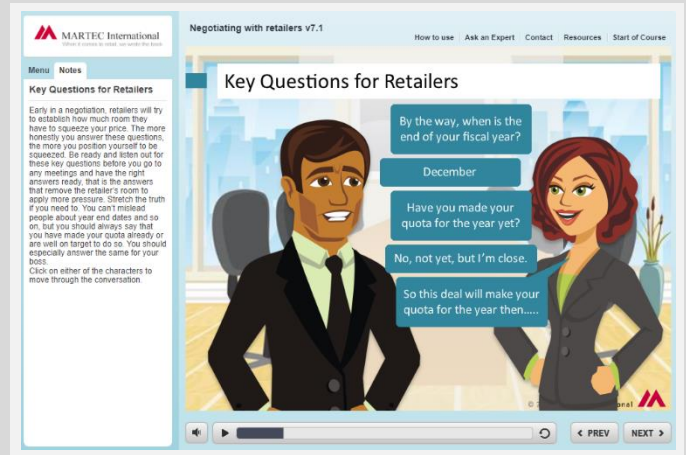 MARTEC International
When it comes to retail, we wrote the book
Negotiating with retailers v7.1
How to use | Ask an Expert | Contact | Resources | Start of Course
Menu Notes
Key Questions for Retailers
Early in a negotiation, retailers will try
to establish how much room they
have to squeeze your price. The more
honestly you answer these questions,
the more you position yourself to be
squeezed. Be ready and listen out for
these key questions before you go to
any meetings and have the right
answers ready, that is the answers
that remove the retailer's room to
apply more pressure. Stretch the truth
if you need to. You can't mislead
people about year end dates and so
on, but you should always say that
you have made your quota already or
are well on target to do so. You should
especially answer the same for your
boss.
Click on either of the characters to
move through the conversation.
Key Questions for Retailers
By the way, when is the
end of your fiscal year?
December
Have you made your
quota for the year yet?
No, not yet, but I'm close.
So this deal will make your
quota for the year then.....
©
< PREV NEXT >